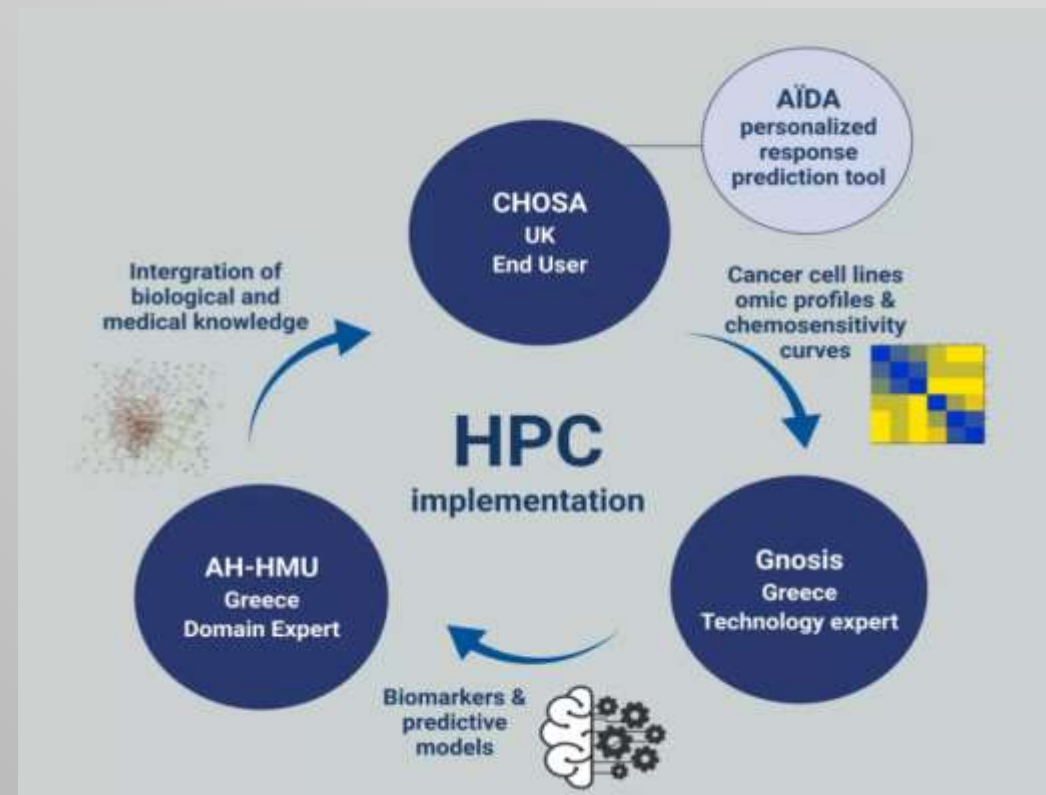 AÏDA
personalized
response
prediction tool
CHOSA
UK
End User
Intergration of
biological and
medical knowledge
Cancer cell lines
omic profiles &
chemosensitivity
curves
HPC
implementation
AH-HMU
Greece
Domain Expert
Gnosis
Greece
Technology expert
Biomarkers &
predictive
models